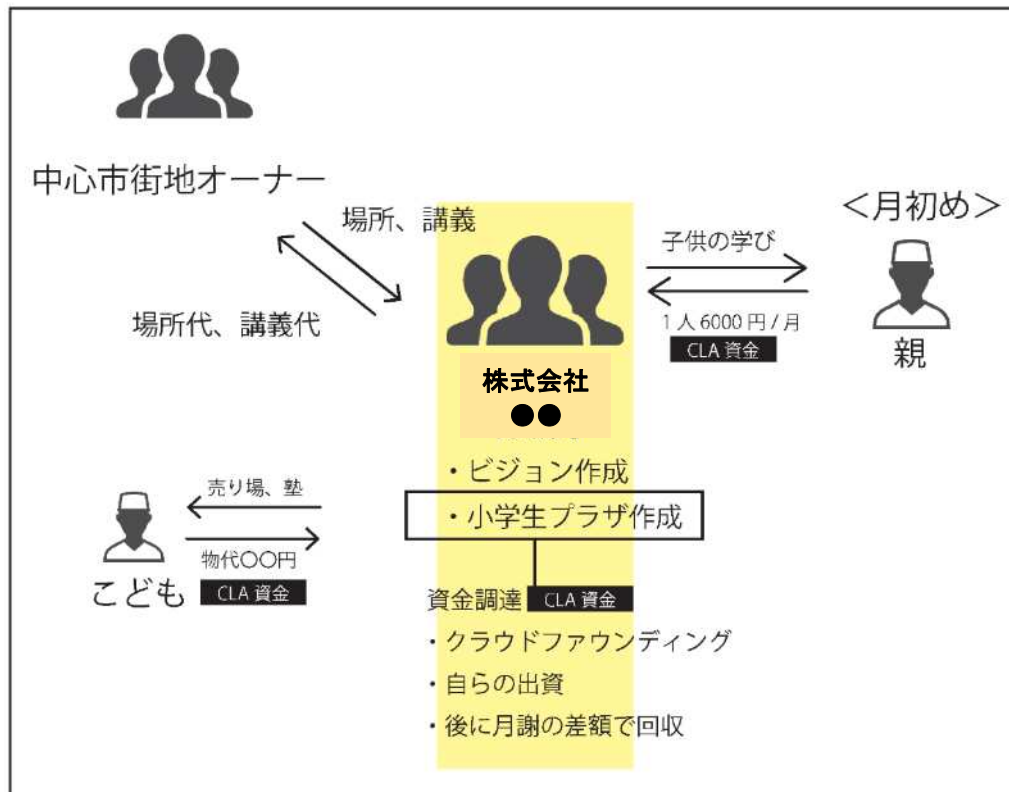 中心市街地オーナー
場所、講義
場所代、講義代
株式会社
●●
・ビジョン作成
・小学生プラザ作成
子供の学び
1人6000円/月
CLA資金
＜月初め＞
親
売り場、塾
物代〇〇円
CLA資金
こども
資金調達 CLA資金
・クラウドファウンディング
・自らの出資
・後に月謝の差額で回収